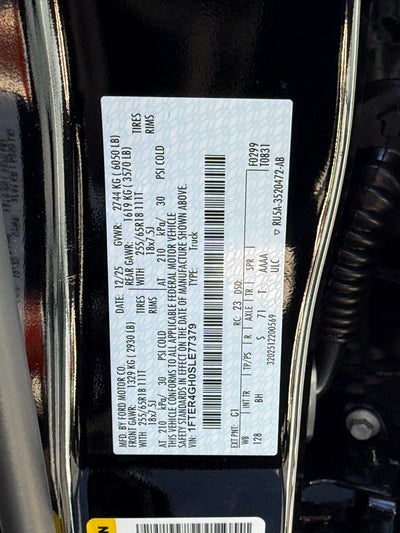 MFD. BY FORD MOTOR CO.
DATE: 12/25 GVWR: 2744 KG (6050 LB)
FRONT GAWR: 1329 KG (2930 LB) REAR GAWR: 1619 KG (3570 LB)
WITH 255/65R18 111T TIRES WITH 255/65R18 111T TIRES
18x7.5J RIMS 18x7.5J RIMS
AT 210 kPa/ 30 PSI COLD AT 210 kPa/ 30 PSI COLD
THIS VEHICLE CONFORMS TO ALL APPLICABLE FEDERAL MOTOR VEHICLE
SAFETY STANDARDS IN EFFECT ON THE DATE OF MANUFACTURE SHOWN ABOVE.
VIN: 1FTER4GH0SLE77379
TYPE: Truck
F0299
T0831
EXT PNT: G1 RC: 23 DSO:
WB INT TR TP/PS R AXLE TR SPR
128 BH S 71 T AAAA
ULC
3202512200569
RU5A-3520472-AB